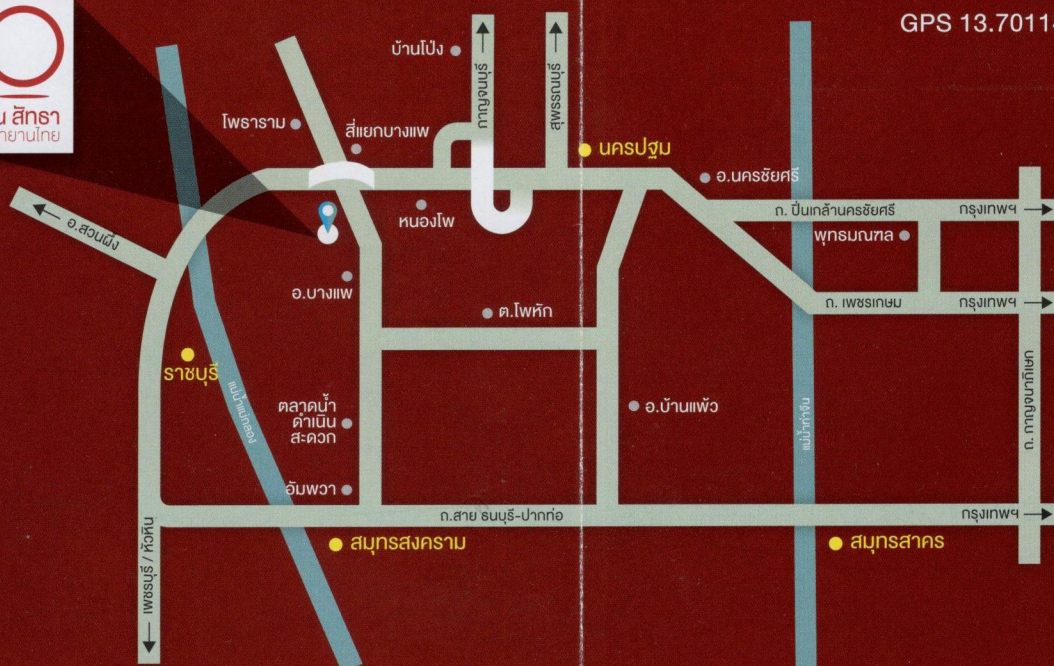 GPS 13.7011
บ้านโป่ง
กาญจนบุรี
สุพรรณบุรี
สัทธา
โพธาราม
สี่แยกบางแพ
นครปฐม
อ.นครชัยศรี
ถ. ปิ่นเกล้านครชัยศรี
กรุงเทพฯ
อ.สวนผึ้ง
หนองโพ
พุทธมณฑล
อ.บางแพ
ต.โพหัก
ถ. เพชรเกษม
กรุงเทพฯ
ราชบุรี
แม่น้ำแม่กลอง
ตลาดน้ำ
ดำเนิน
สะดวก
อ.บ้านแพ้ว
แม่น้ำท่าจีน
ถ. กาญจนาภิเษก
อัมพวา
ถ.สาย ธนบุรี-ปากท่อ
กรุงเทพฯ
สมุทรสงคราม
สมุทรสาคร
เพชรบุรี / หัวหิน